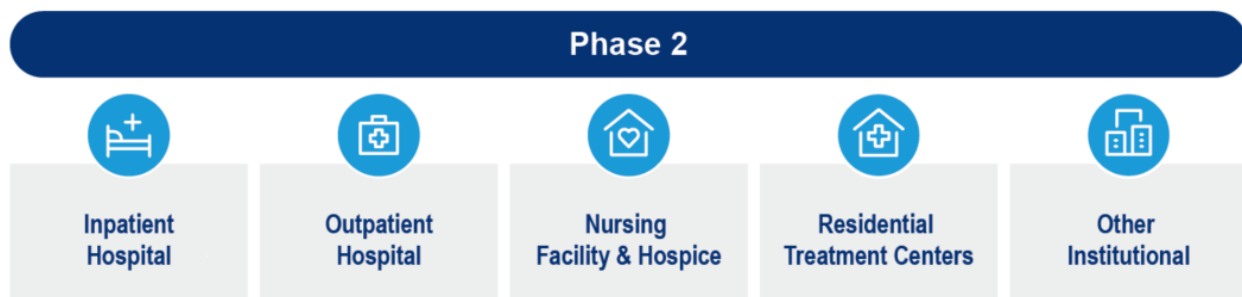 Phase 2
Inpatient
Hospital
Outpatient
Hospital
Nursing
Facility & Hospice
Residential
Treatment Centers
Other
Institutional